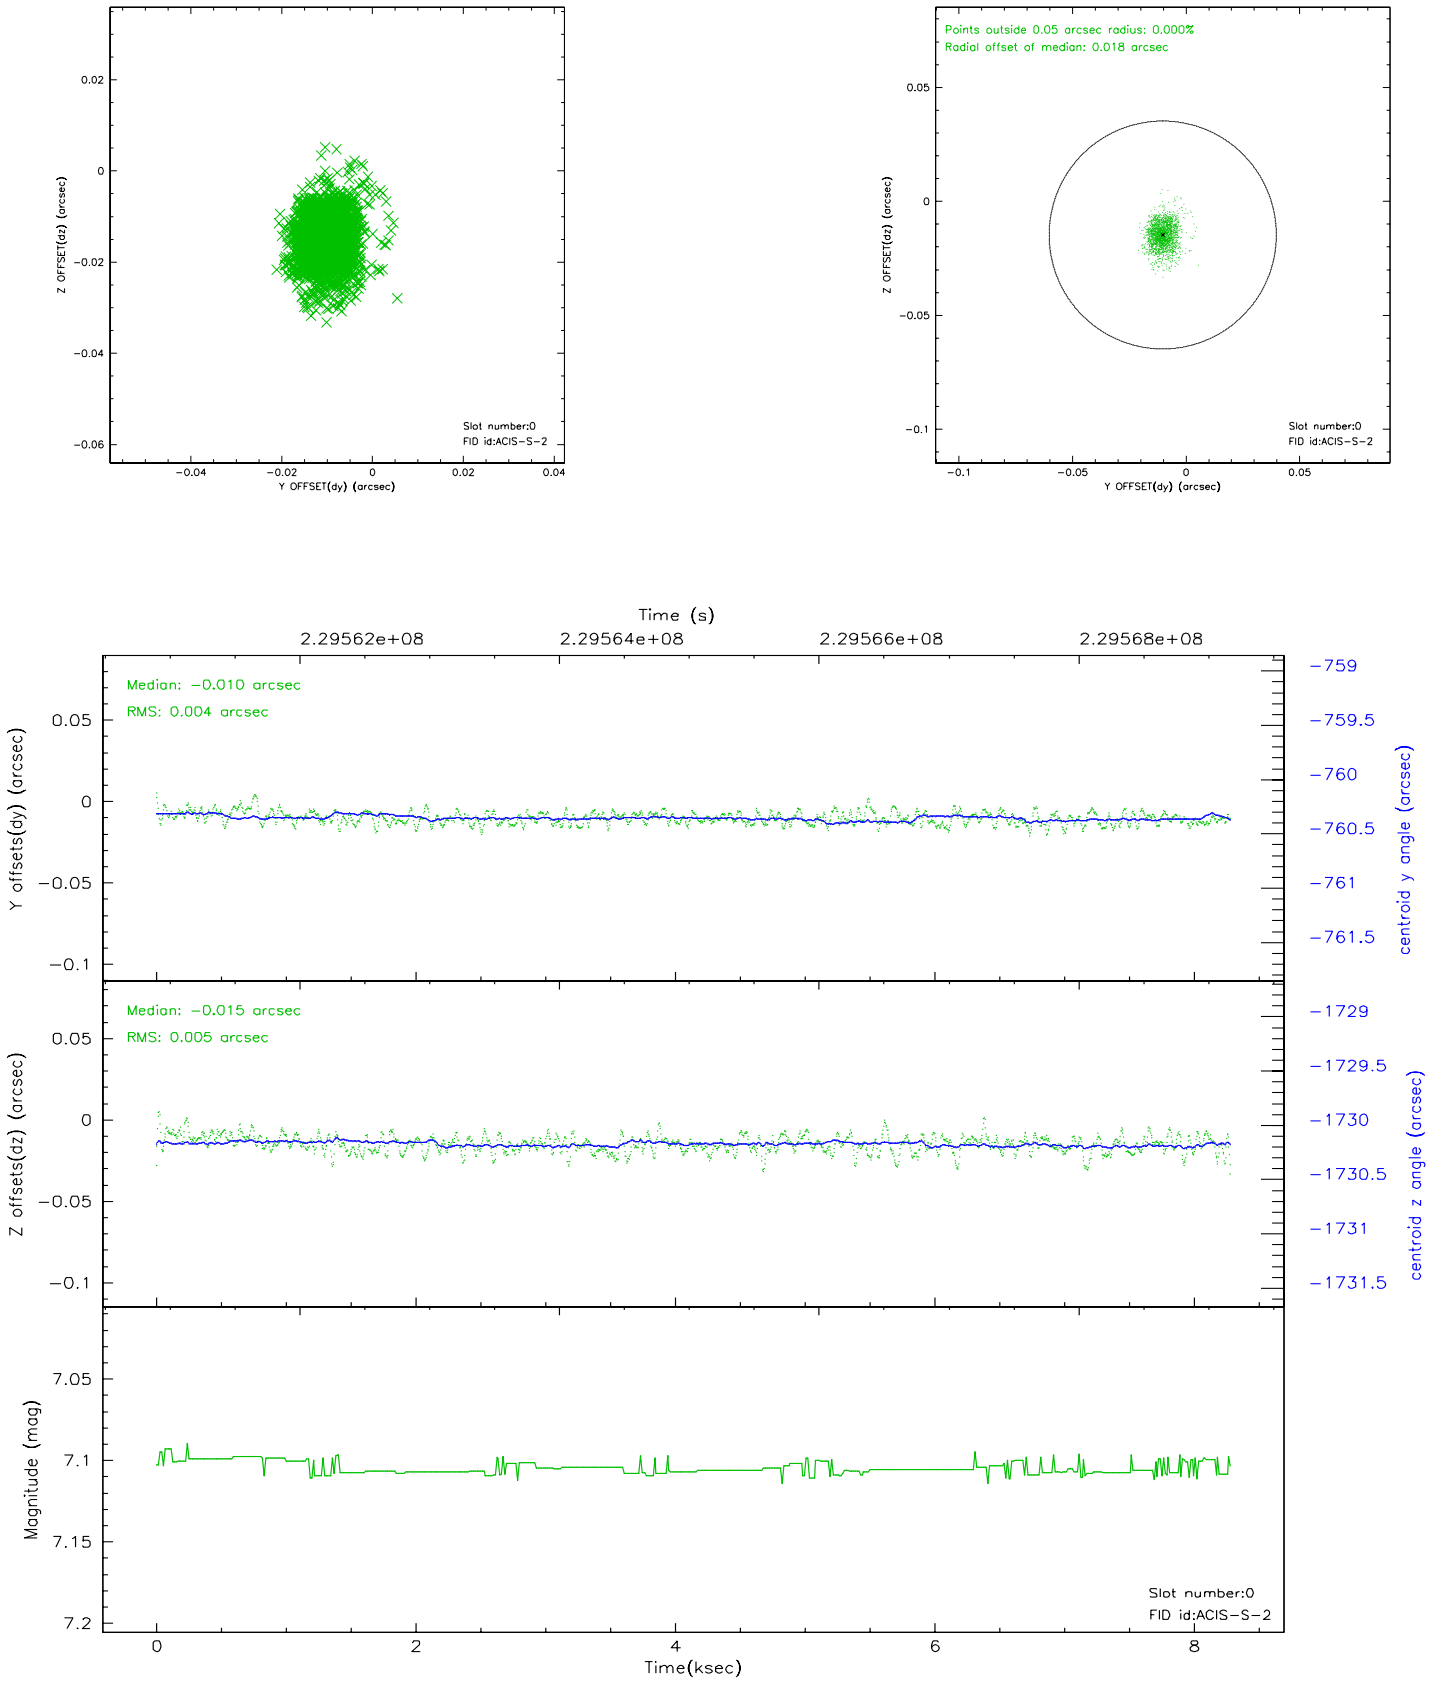 Points outside 0.05 arcsec radius: 0.000%
Radial offset of median: 0.018 arcsec
0.02
0
−0.02
−0.04
−0.06
Z OFFSET(dz) (arcsec)
Slot number:0
FID id:ACIS−S−2
−0.04 −0.02 0 0.02 0.04
Y OFFSET(dy) (arcsec)
0.05
0
−0.05
−0.1
Z OFFSET(dz) (arcsec)
Slot number:0
FID id:ACIS−S−2
−0.1 −0.05 0 0.05
Y OFFSET(dy) (arcsec)
Time (s)
2.29562e+08 2.29564e+08 2.29566e+08 2.29568e+08
Median: −0.010 arcsec
RMS: 0.004 arcsec
0.05
0
−0.05
−0.1
Y offsets(dy) (arcsec)
−759
−759.5
−760
−760.5
−761
−761.5
centroid y angle (arcsec)
Median: −0.015 arcsec
RMS: 0.005 arcsec
0.05
0
−0.05
−0.1
Z offsets(dz) (arcsec)
−1729
−1729.5
−1730
−1730.5
−1731
−1731.5
centroid z angle (arcsec)
7.05
7.1
7.15
7.2
Magnitude (mag)
Slot number:0
FID id:ACIS−S−2
0 2 4 6 8
Time(ksec)